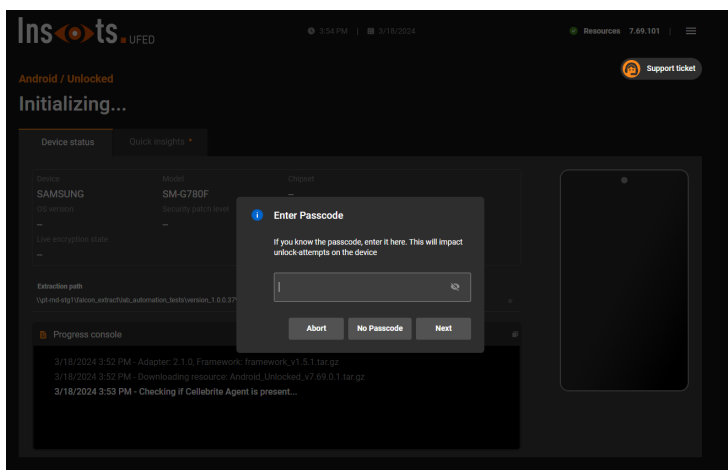 Ins ts. UFED
3:54 PM | 3/18/2024
Resources 7.69.101 |
Support ticket
Android / Unlocked
Initializing...
Device status
Quick insights *
Device
Model
Chipset
SAMSUNG
SM-G780F
–
OS version
Security patch level
–
–
Live encryption state
–
Enter Passcode
If you know the passcode, enter it here. This will impact
unlock-attempts on the device
Abort
No Passcode
Next
Extraction path
Progress console
3/18/2024 3:52 PM - Adapter: 2.1.0, Framework: framework_v1.5.1.tar.gz
3/18/2024 3:52 PM - Downloading resource: Android_Unlocked_v7.69.0.1.tar.gz
3/18/2024 3:53 PM - Checking if Cellebrite Agent is present...